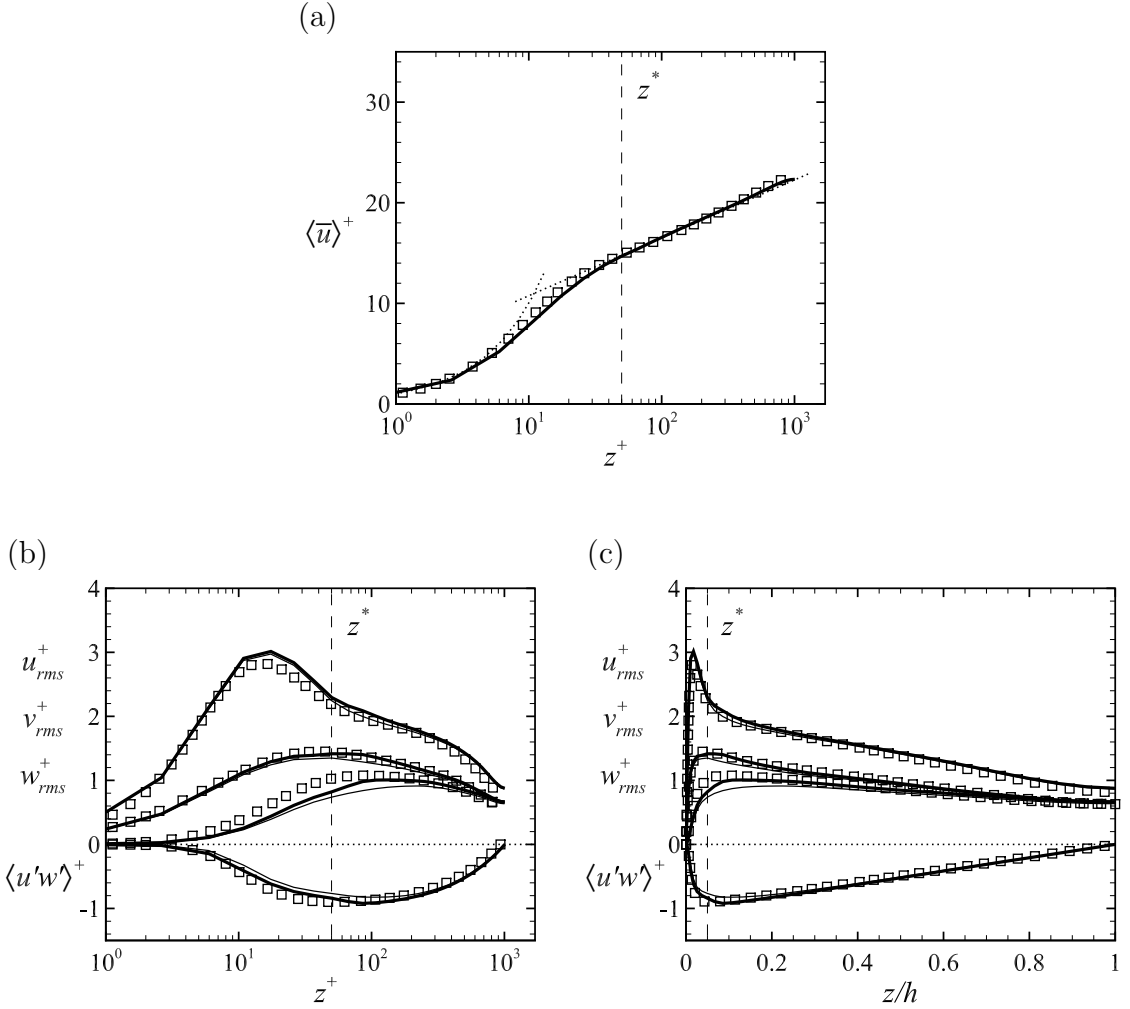 (a)
30
20
10
0
⟨u̅⟩⁺
z*
10⁰ 10¹ 10² 10³
z⁺
(b)
4
3
2
1
0
-1
u⁺rms
v⁺rms
w⁺rms
⟨u'w'⟩⁺
z*
10⁰ 10¹ 10² 10³
z⁺
(c)
4
3
2
1
0
-1
u⁺rms
v⁺rms
w⁺rms
⟨u'w'⟩⁺
z*
0 0.2 0.4 0.6 0.8 1
z/h